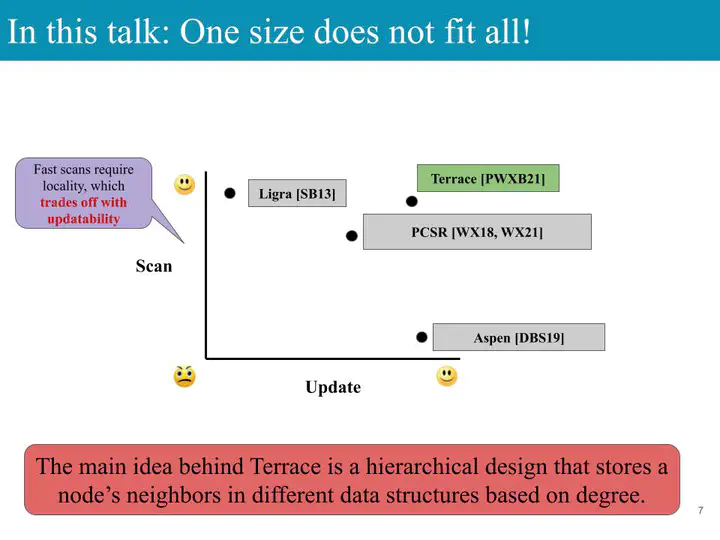 In this talk: One size does not fit all!
Fast scans require
locality, which
trades off with
updatability
Ligra [SB13]
Terrace [PWXB21]
PCSR [WX18, WX21]
Scan
Aspen [DBS19]
Update
The main idea behind Terrace is a hierarchical design that stores a
node’s neighbors in different data structures based on degree.
7